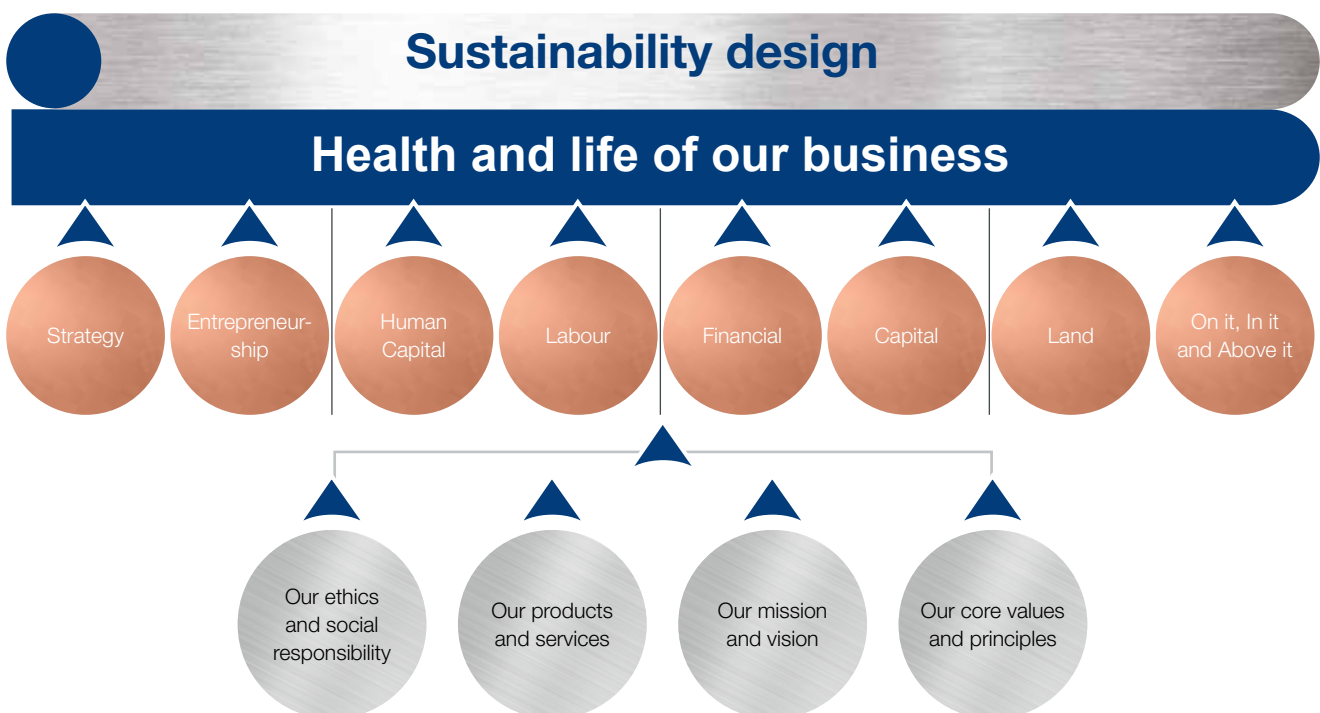 Sustainability design
Health and life of our business
Strategy
Entrepreneur-
ship
Human
Capital
Labour
Financial
Capital
Land
On it, In it
and Above it
Our ethics
and social
responsibility
Our products
and services
Our mission
and vision
Our core values
and principles